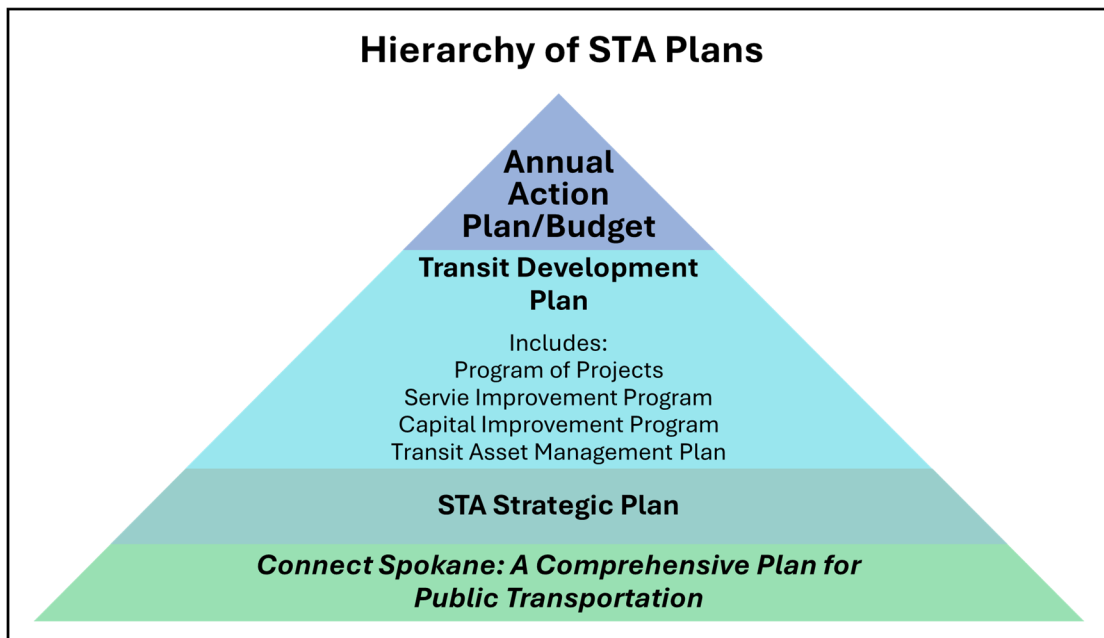 Hierarchy of STA Plans
Annual
Action
Plan/Budget
Transit Development
Plan
Includes:
Program of Projects
Servie Improvement Program
Capital Improvement Program
Transit Asset Management Plan
STA Strategic Plan
Connect Spokane: A Comprehensive Plan for
Public Transportation